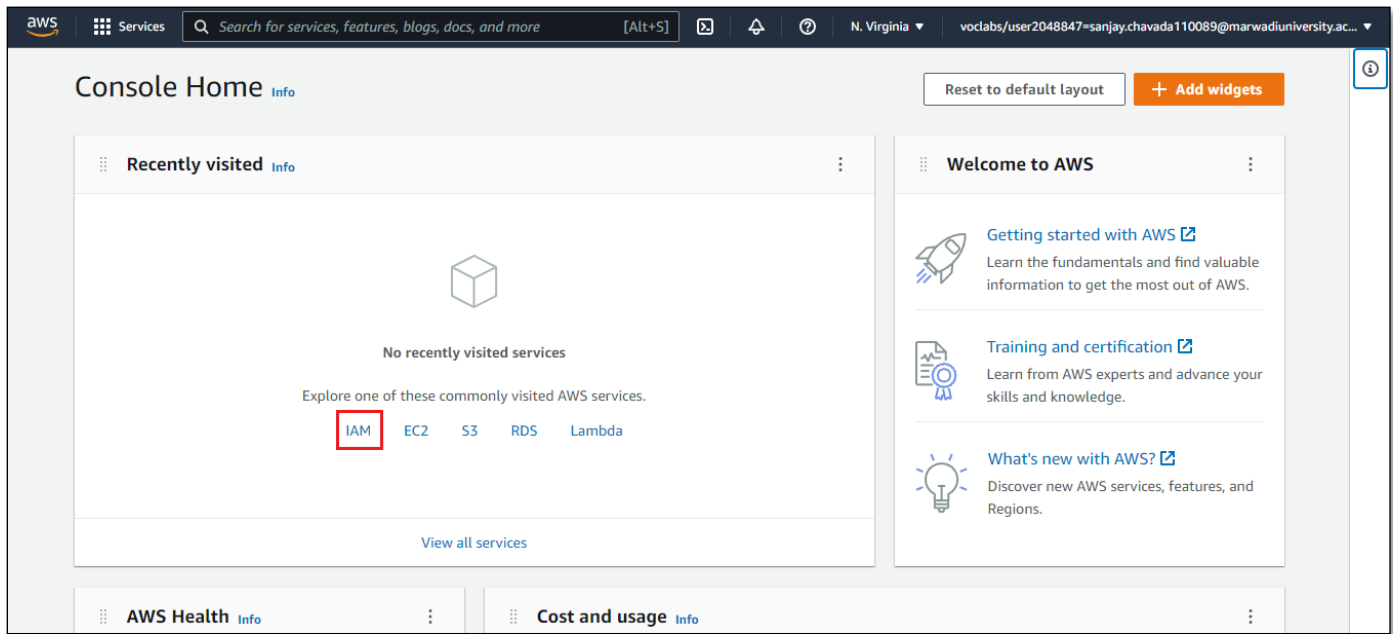 aws
Services
Search for services, features, blogs, docs, and more [Alt+S]
N. Virginia ▼
voclabs/user2048847=sanjay.chavada110089@marwadiuniversity.ac... ▼
Console Home Info
Reset to default layout
+ Add widgets
Recently visited Info
No recently visited services
Explore one of these commonly visited AWS services.
IAM EC2 S3 RDS Lambda
View all services
Welcome to AWS
Getting started with AWS
Learn the fundamentals and find valuable
information to get the most out of AWS.
Training and certification
Learn from AWS experts and advance your
skills and knowledge.
What's new with AWS?
Discover new AWS services, features, and
Regions.
AWS Health Info
Cost and usage Info